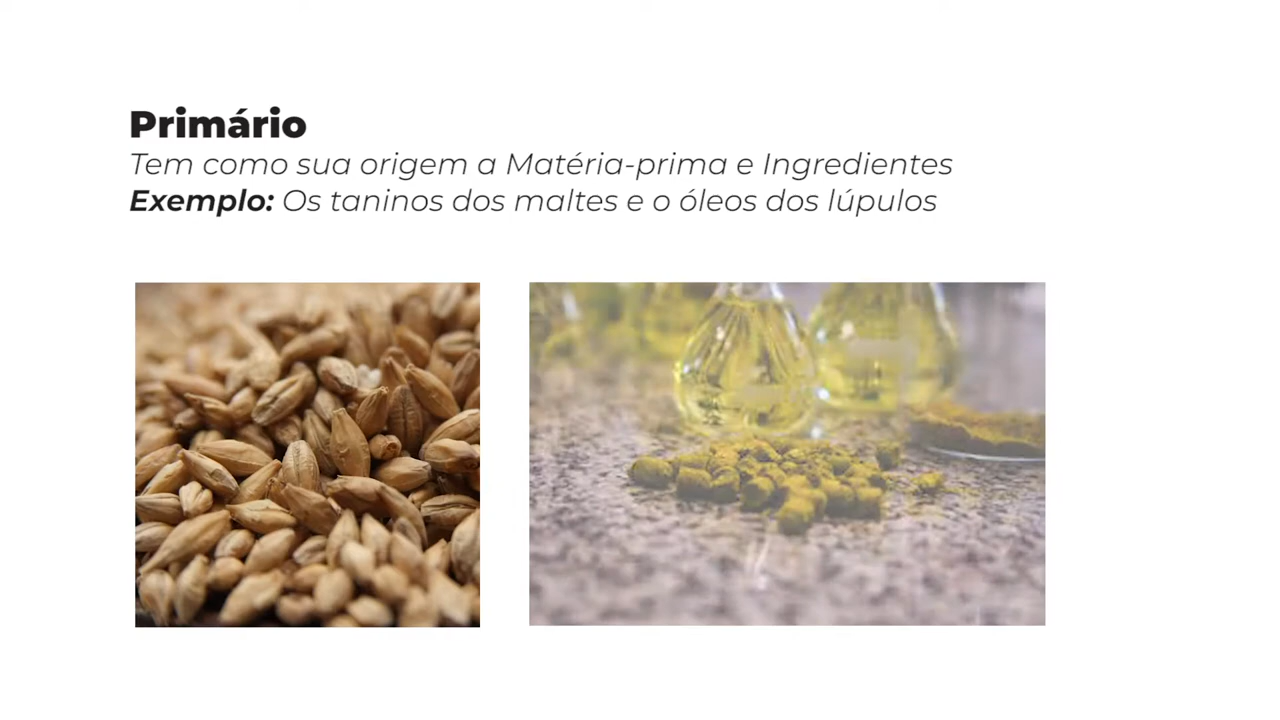 Primário
Tem como sua origem a Matéria-prima e Ingredientes
Exemplo: Os taninos dos maltes e o óleos dos lúpulos